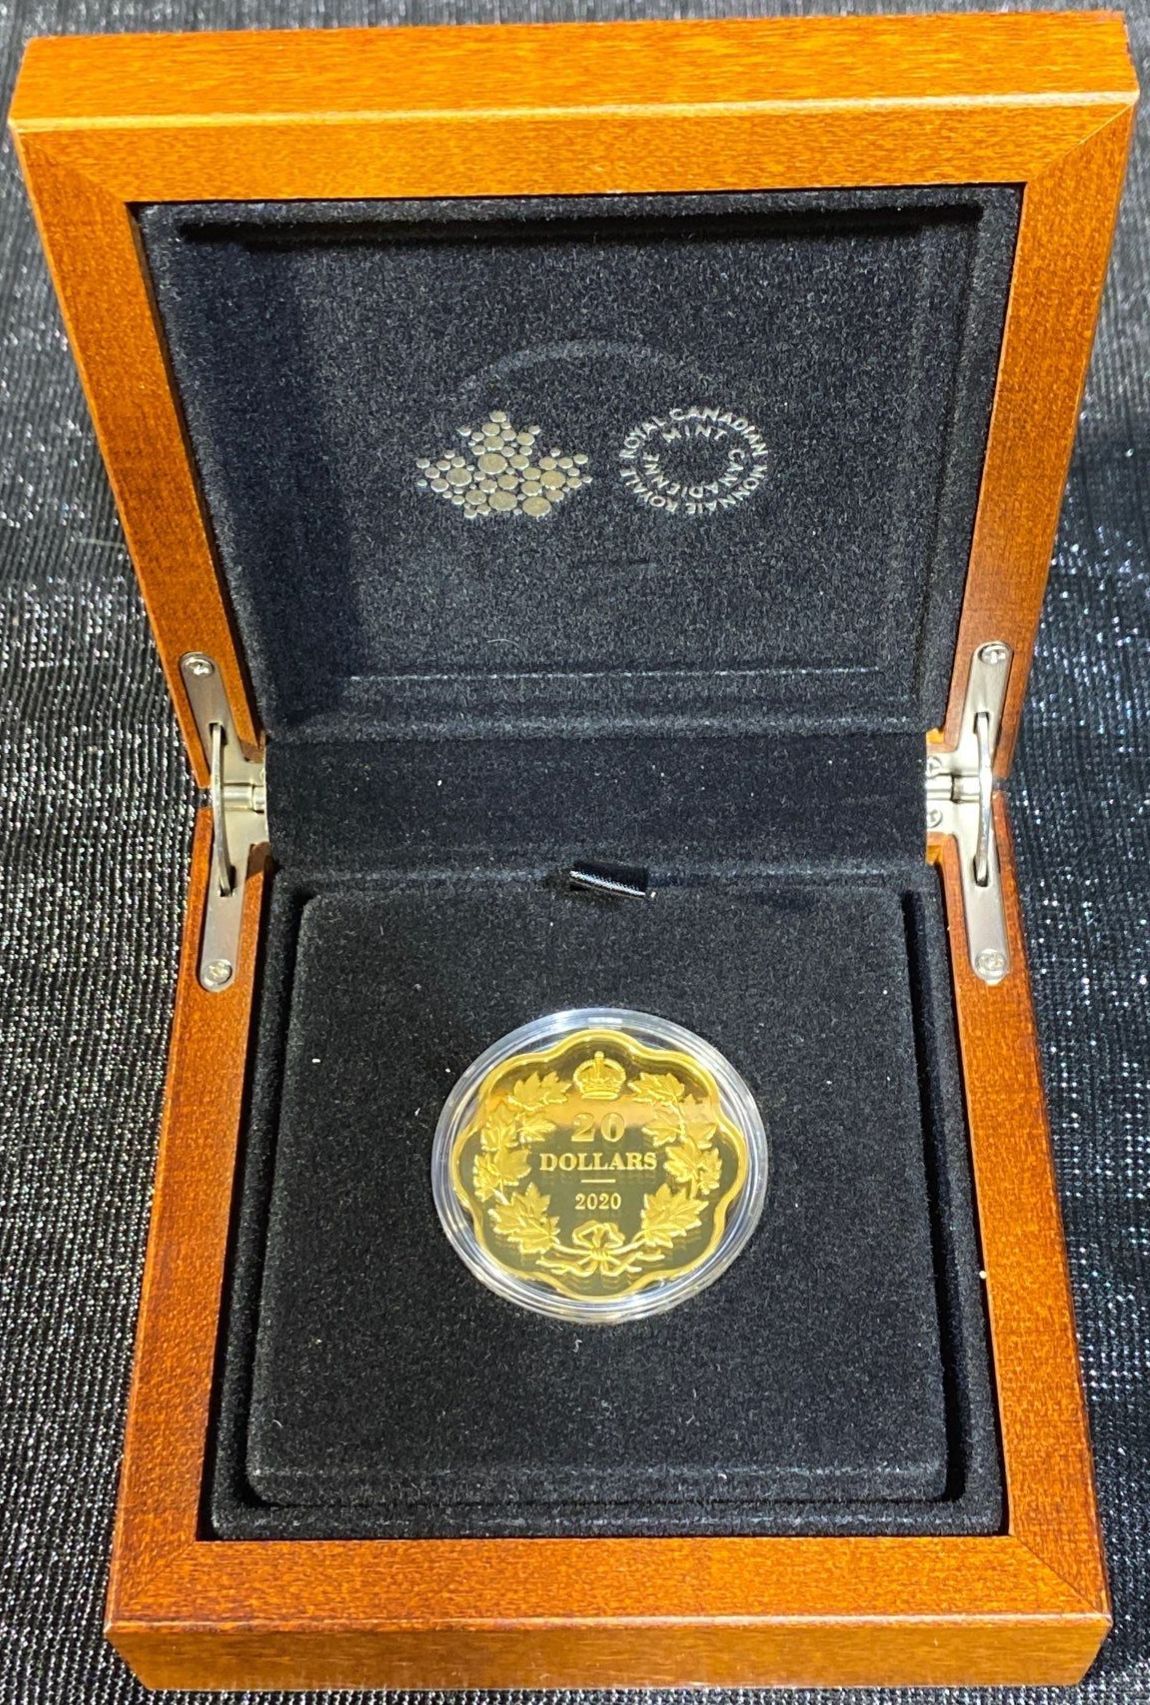 ROYAL CANADIAN MINT
MONNAIE ROYALE CANADIENNE
20
DOLLARS
2020